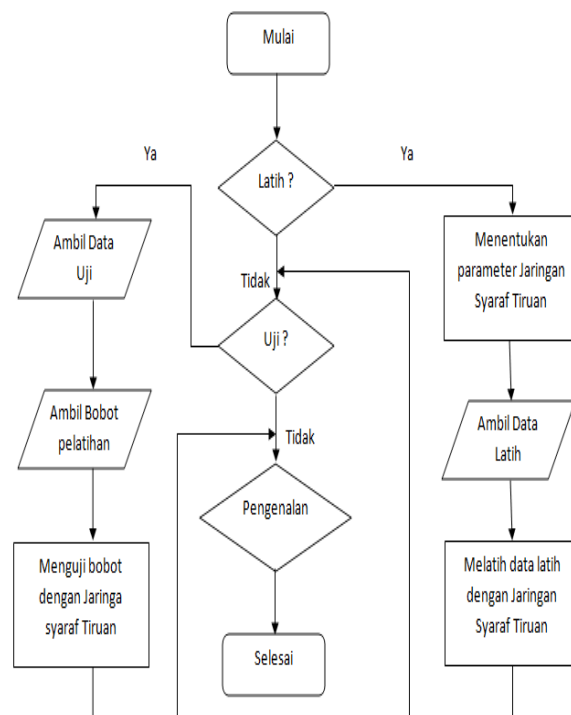 Mulai
Ya
Latih ?
Ya
Ambil Data
Uji
Menentukan
parameter Jaringan
Syaraf Tiruan
Tidak
Uji ?
Ambil Bobot
pelatihan
Tidak
Ambil Data
Latih
Pengenalan
Menguji bobot
dengan Jaringa
syaraf Tiruan
Melatih data latih
dengan Jaringan
Syaraf Tiruan
Selesai